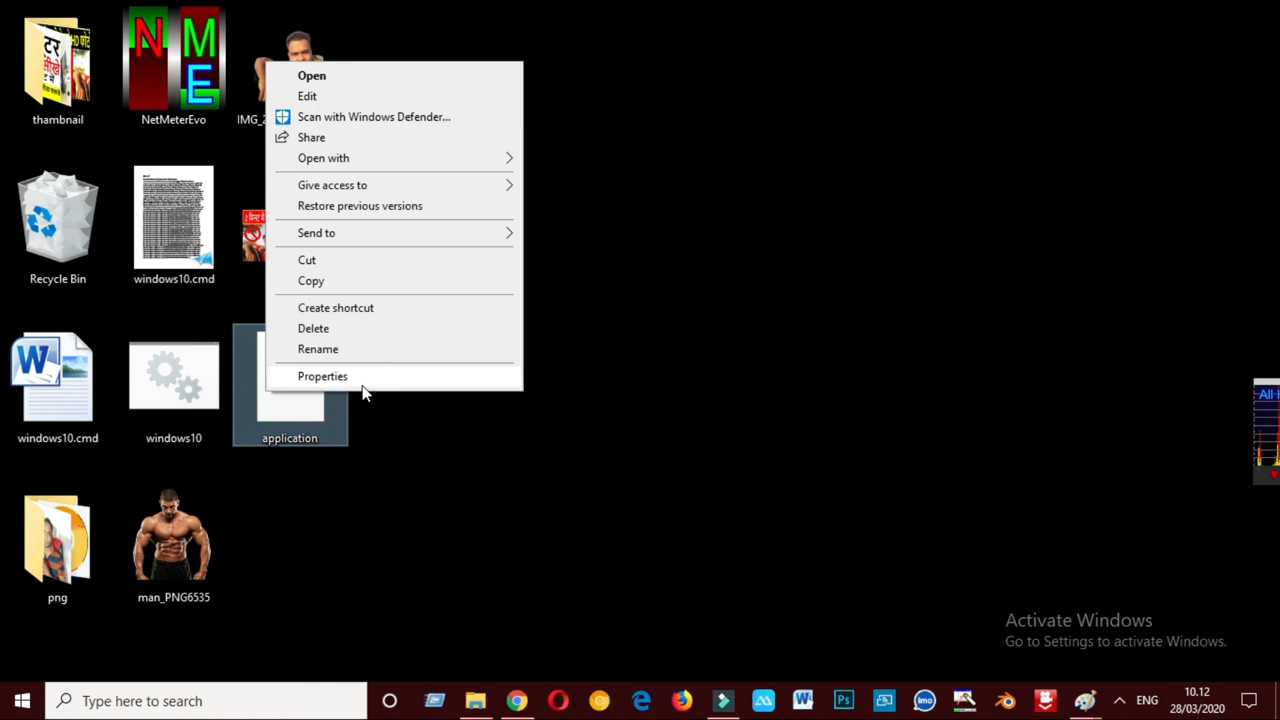 thumbnail
NetMeterEvo
IMG_2
Open
Edit
Scan with Windows Defender...
Share
Open with
Give access to
Restore previous versions
Send to
Cut
Copy
Create shortcut
Delete
Rename
Properties
Recycle Bin
windows10.cmd
windows10.cmd
windows10
application
png
man_PNG6535
All
Activate Windows
Go to Settings to activate Windows.
Type here to search
ENG
10.12
28/03/2020